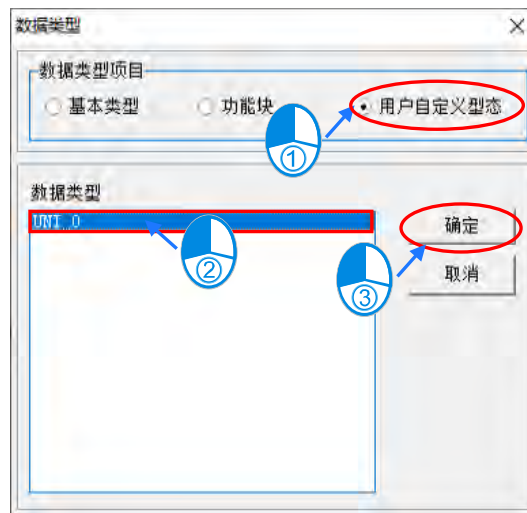 数据类型
数据类型项目
基本类型
功能块
用户自定义型态
①
数据类型
UNI_0
确定
②
取消
③